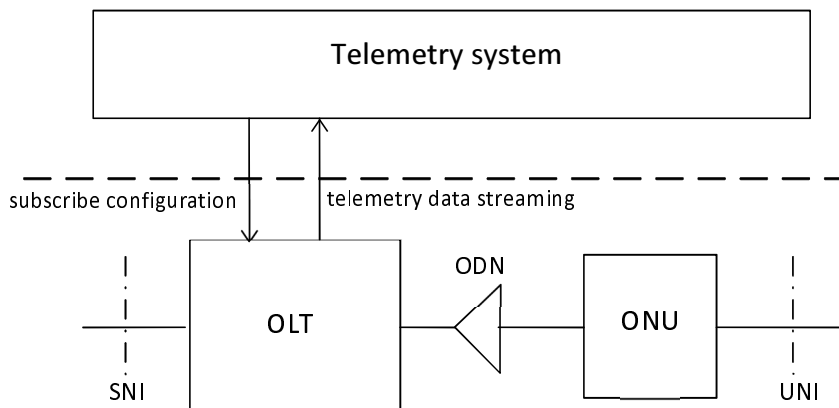 Telemetry system
subscribe configuration
telemetry data streaming
ODN
OLT
ONU
SNI
UNI